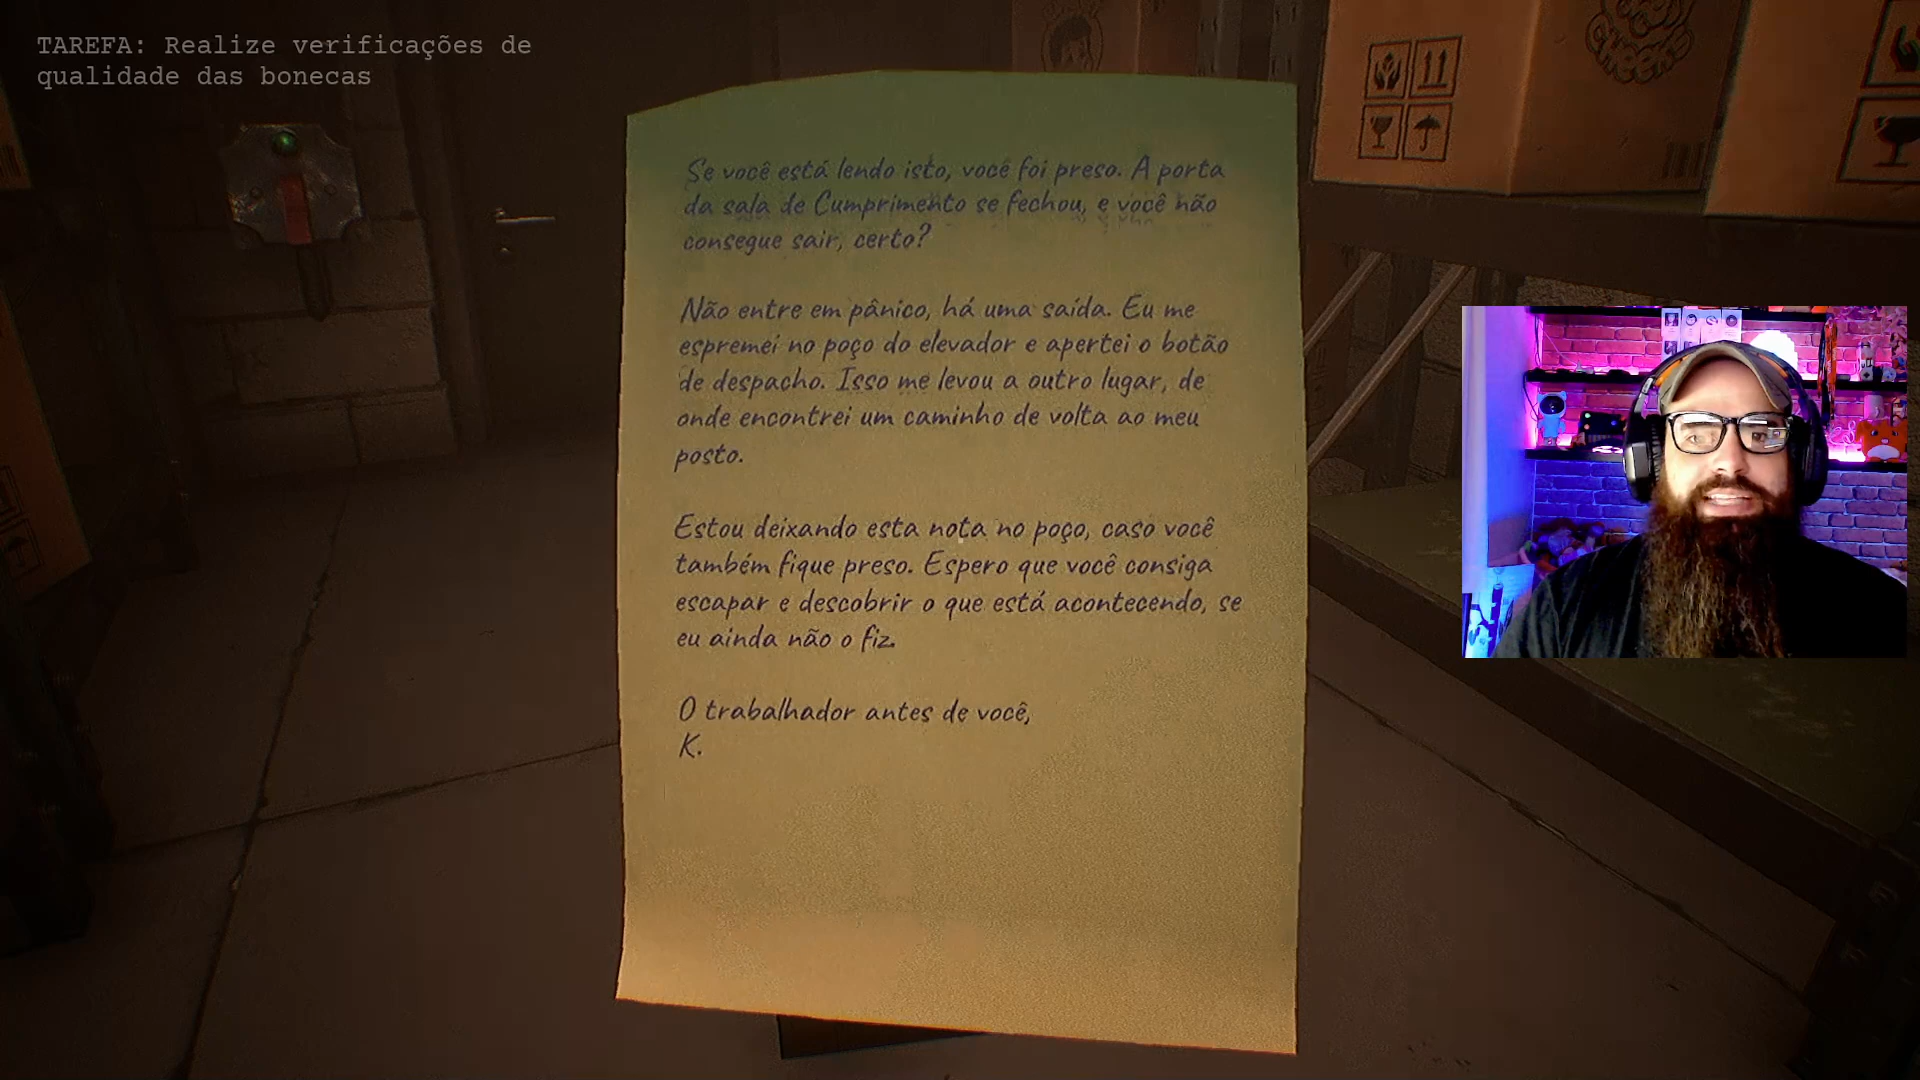 TAREFA: Realize verificações de
qualidade das bonecas
Se você está lendo isto, você foi preso. A porta
da sala de Cumprimento se fechou, e você não
consegue sair, certo?
Não entre em pânico, há uma saída. Eu me
espremei no poço do elevador e apertei o botão
de despacho. Isso me levou a outro lugar, de
onde encontrei um caminho de volta ao meu
posto.
Estou deixando esta nota no poço, caso você
também fique preso. Espero que você consiga
escapar e descobrir o que está acontecendo, se
eu ainda não o fiz.
O trabalhador antes de você,
K.
CHEEKS